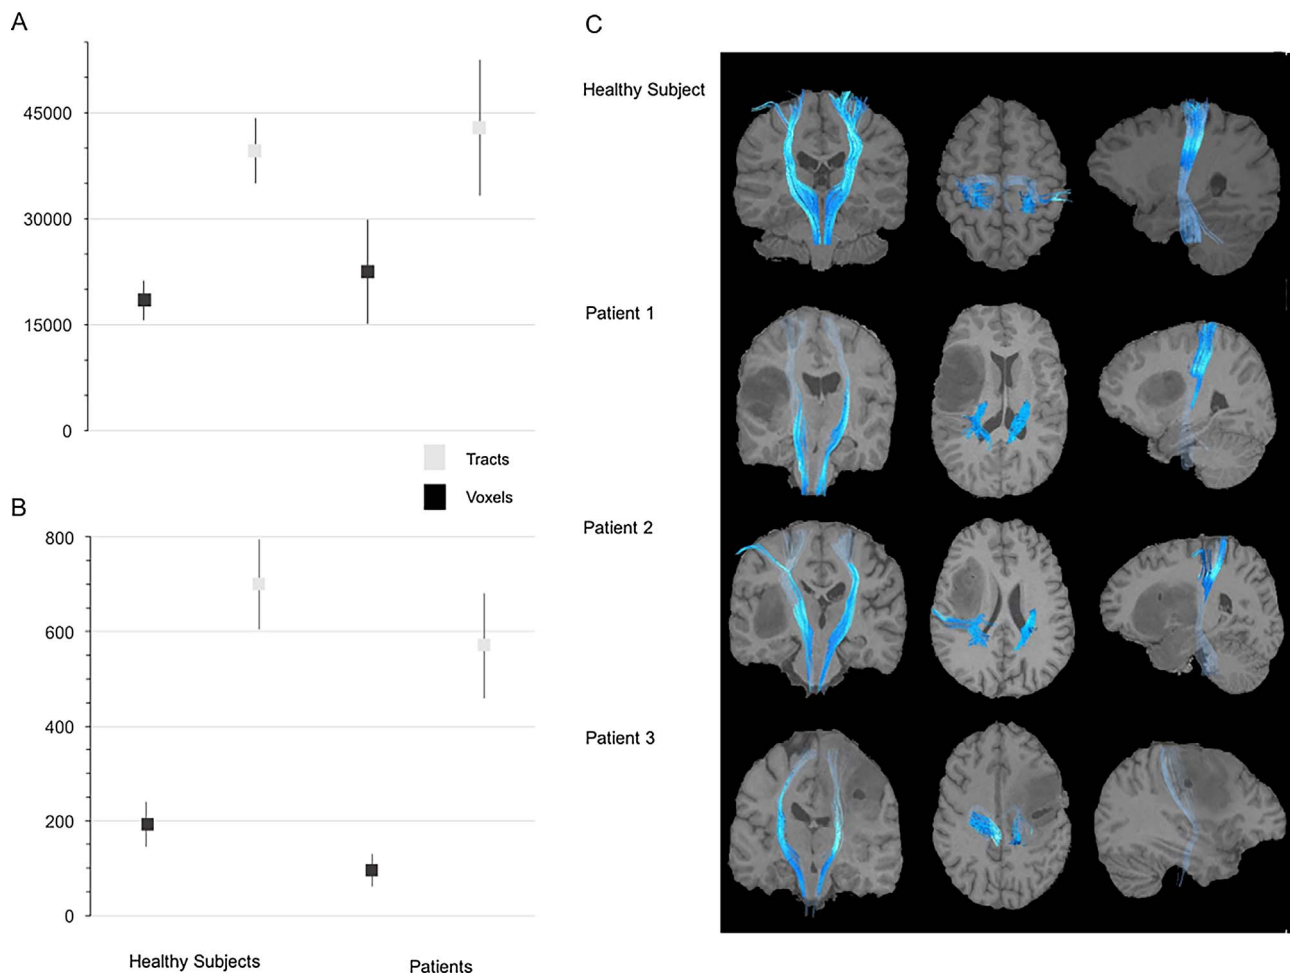 A
45000
30000
15000
0
Tracts
Voxels
B
800
600
400
200
0
Healthy Subjects
Patients
C
Healthy Subject
Patient 1
Patient 2
Patient 3